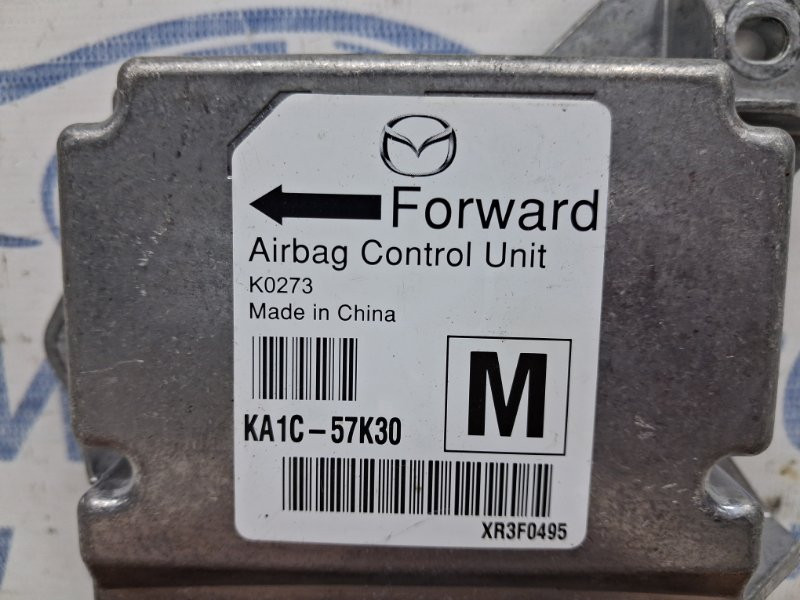 Forward
Airbag Control Unit
K0273
Made in China
M
KA1C-57K30
XR3F0495